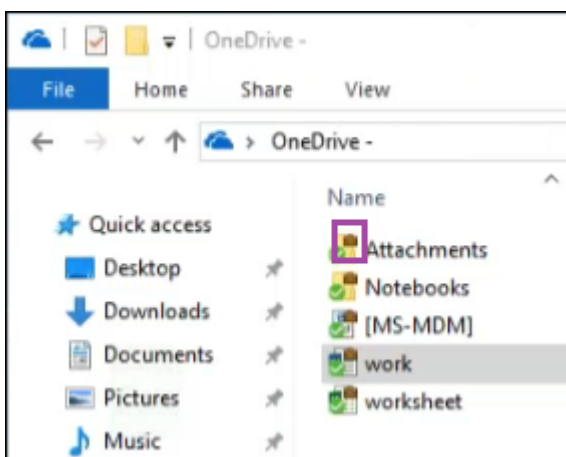 OneDrive -
File Home Share View
OneDrive -
Name
Quick access
Desktop
Downloads
Documents
Pictures
Music
Attachments
Notebooks
[MS-MDM]
work
worksheet